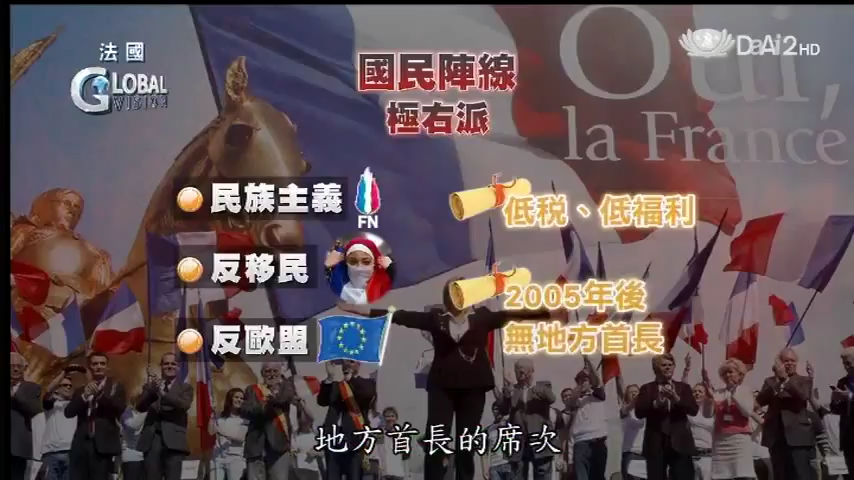 法國
GLOBAL
VISION
DaAi2HD
Oui,
la France
國民陣線
極右派
民族主義
FN
反移民
反歐盟
低稅、低福利
2005年後
無地方首長
地方首長的席次